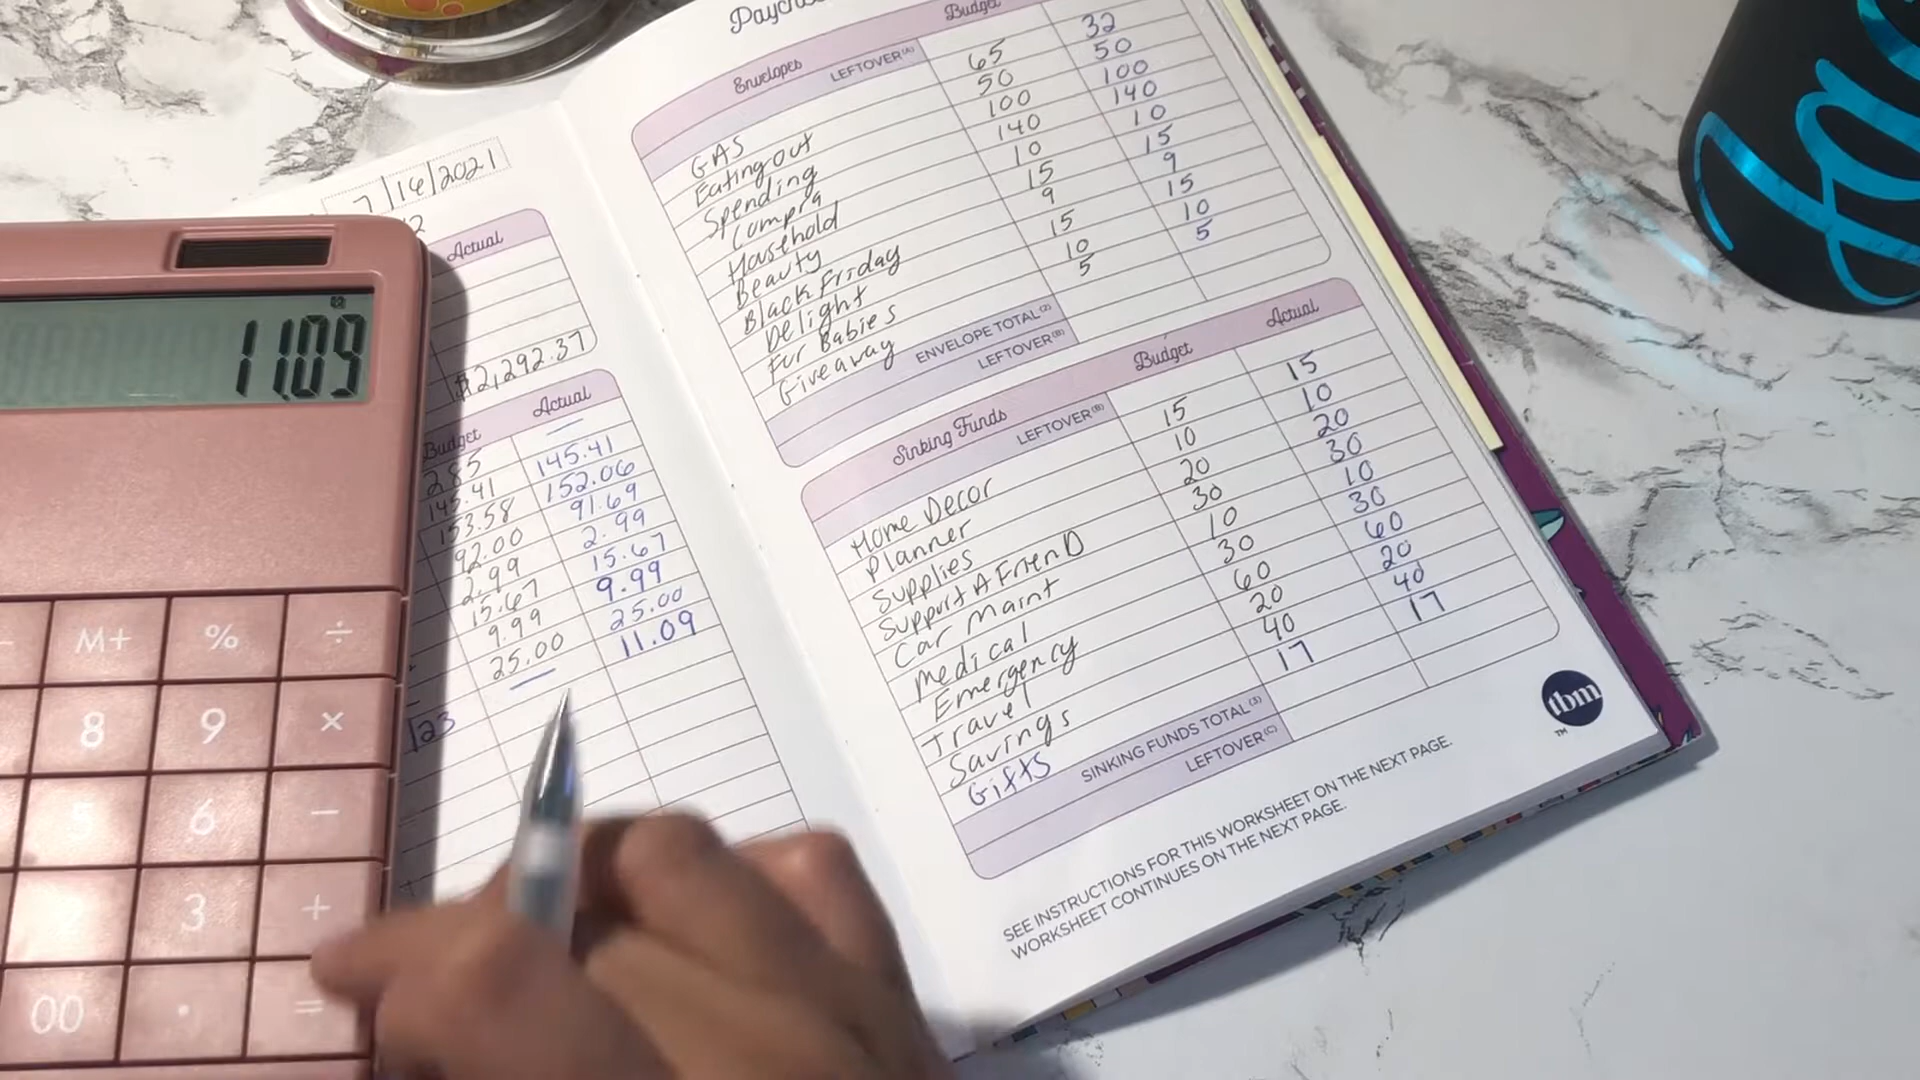 7/16/2021
2
Actual
$2,292.37
Budget Actual
285 —
145.41 145.41
153.58 152.06
92.00 91.69
2.99 2.99
15.67 15.67
9.99 9.99
25.00 25.00
— 11.09
23
11.09
M+ % ÷
8 9 ×
5 6 −
3 +
00 . =
Budget
Envelopes
LEFTOVER (A)
GAS 65 32
Eating out 50 50
Spending 100 100
Compra 140 140
Household 10 10
Beauty 15 15
Black Friday 9 9
Delight 15 15
Fur Babies 10 10
Giveaway 5 5
ENVELOPE TOTAL (2)
LEFTOVER (B)
Sinking Funds Budget Actual
LEFTOVER (B)
Home Decor 15 15
Planner 10 10
Supplies 20 20
Support A Frien D 30 30
Car Maint 10 10
Medical 30 30
Emergency 60 60
Travel 20 20
Savings 40 40
Gifts 17 17
SINKING FUNDS TOTAL (3)
LEFTOVER (C)
SEE INSTRUCTIONS FOR THIS WORKSHEET ON THE NEXT PAGE.
WORKSHEET CONTINUES ON THE NEXT PAGE.
tbm
TM